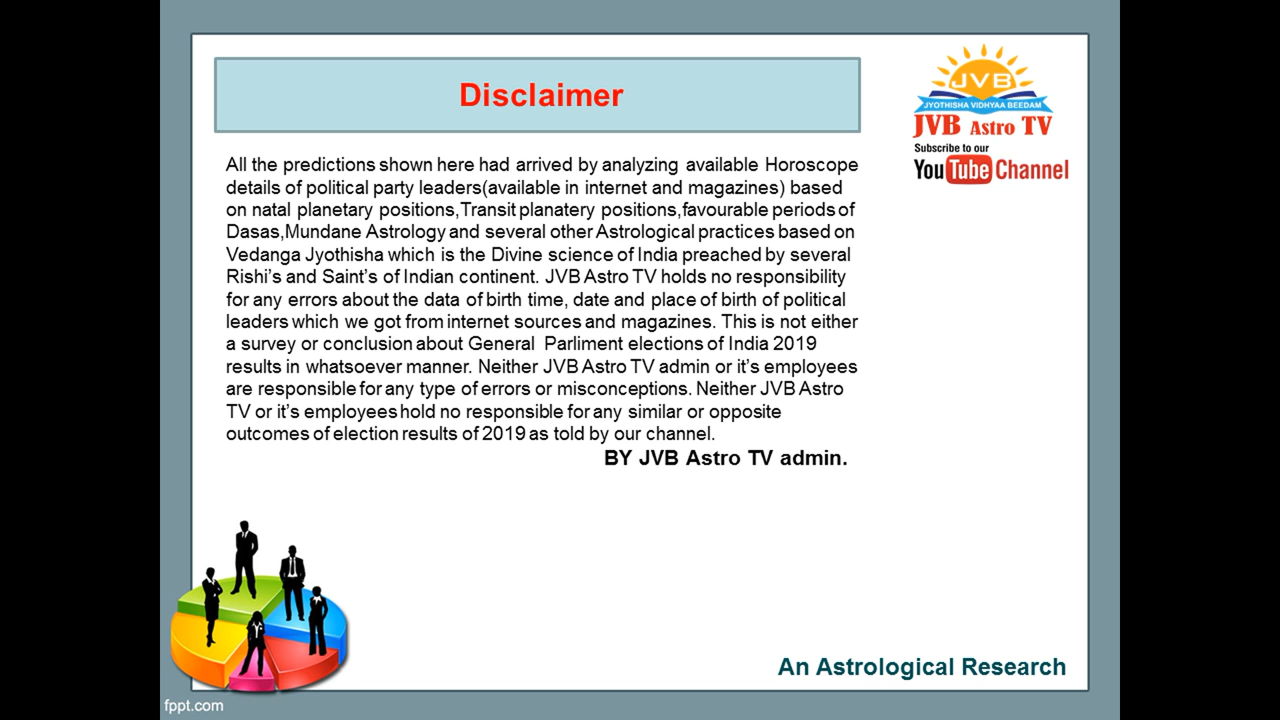 Disclaimer
JVB
JYOTHISHA VIDHYAA BEEDAM
JVB Astro TV
Subscribe to our
YouTube Channel
All the predictions shown here had arrived by analyzing available Horoscope
details of political party leaders(available in internet and magazines) based
on natal planetary positions,Transit planatery positions,favourable periods of
Dasas,Mundane Astrology and several other Astrological practices based on
Vedanga Jyothisha which is the Divine science of India preached by several
Rishi's and Saint's of Indian continent. JVB Astro TV holds no responsibility
for any errors about the data of birth time, date and place of birth of political
leaders which we got from internet sources and magazines. This is not either
a survey or conclusion about General Parliment elections of India 2019
results in whatsoever manner. Neither JVB Astro TV admin or it's employees
are responsible for any type of errors or misconceptions. Neither JVB Astro
TV or it's employees hold no responsible for any similar or opposite
outcomes of election results of 2019 as told by our channel.
BY JVB Astro TV admin.
An Astrological Research
fppt.com